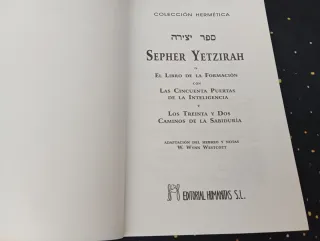 COLECCIÓN HERMÉTICA
ספר יצירה
SEPHER YETZIRAH
O
EL LIBRO DE LA FORMACIÓN
CON
LAS CINCUENTA PUERTAS
DE LA INTELIGENCIA
Y
LOS TREINTA Y DOS
CAMINOS DE LA SABIDURÍA
ADAPTACIÓN DEL HEBREO Y NOTAS
W. WYNN WESTCOTT
EDITORIAL HUMANITAS, S.L.